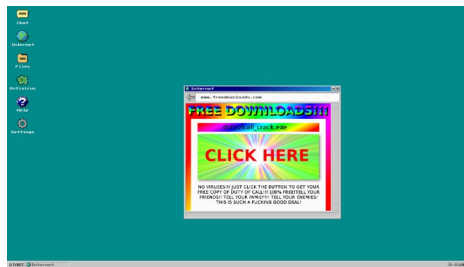 Chat
Internet
Files
Antivirus
Help
Settings
Internet
www.freedownloads.com
FREE DOWNLOADS!!!
CLICK HERE
NO VIRUSES!!! JUST CLICK THE BUTTON TO GET YOUR
FREE COPY OF DUTY OF CALL!!! 100% FREE!!TELL YOUR
FRIENDS!! TELL YOUR FAMILY!!! TELL YOUR ENEMIES!
THIS IS SUCH A FUCKING GOOD DEAL!
START Internet